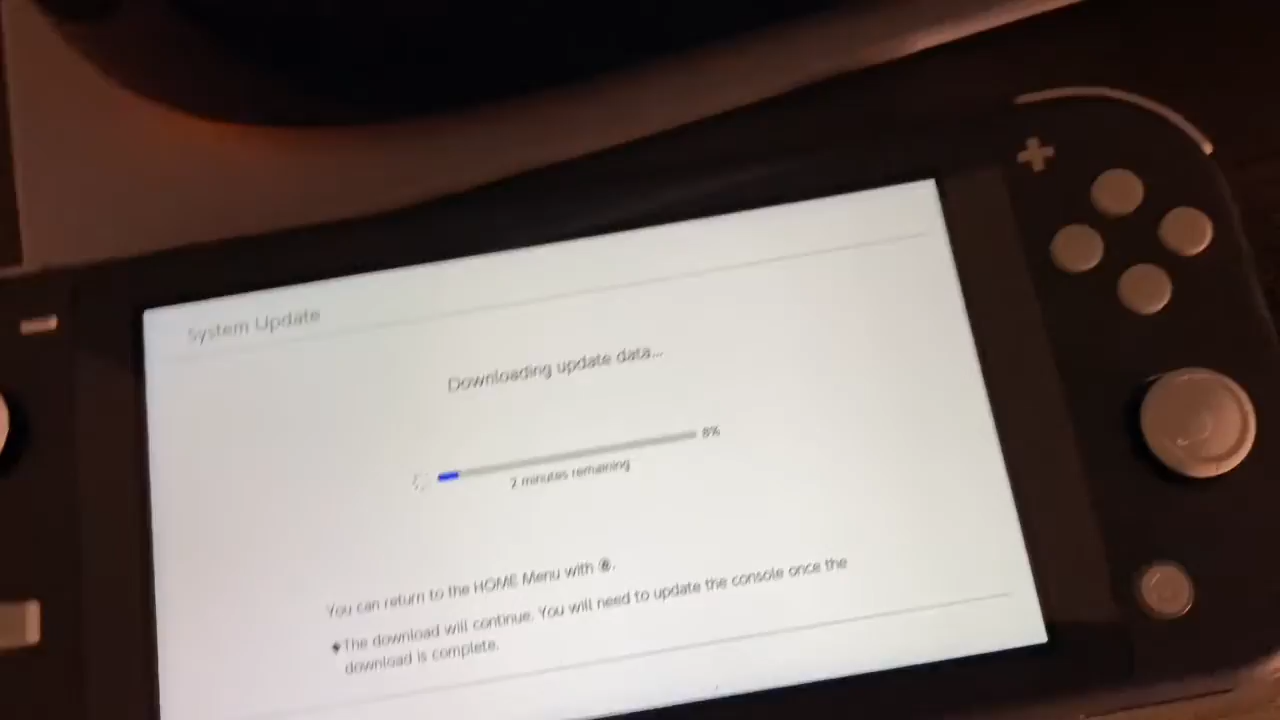 System Update
Downloading update data...
8%
2 minutes remaining
You can return to the HOME Menu with
The download will continue. You will need to update the console once the
download is complete.